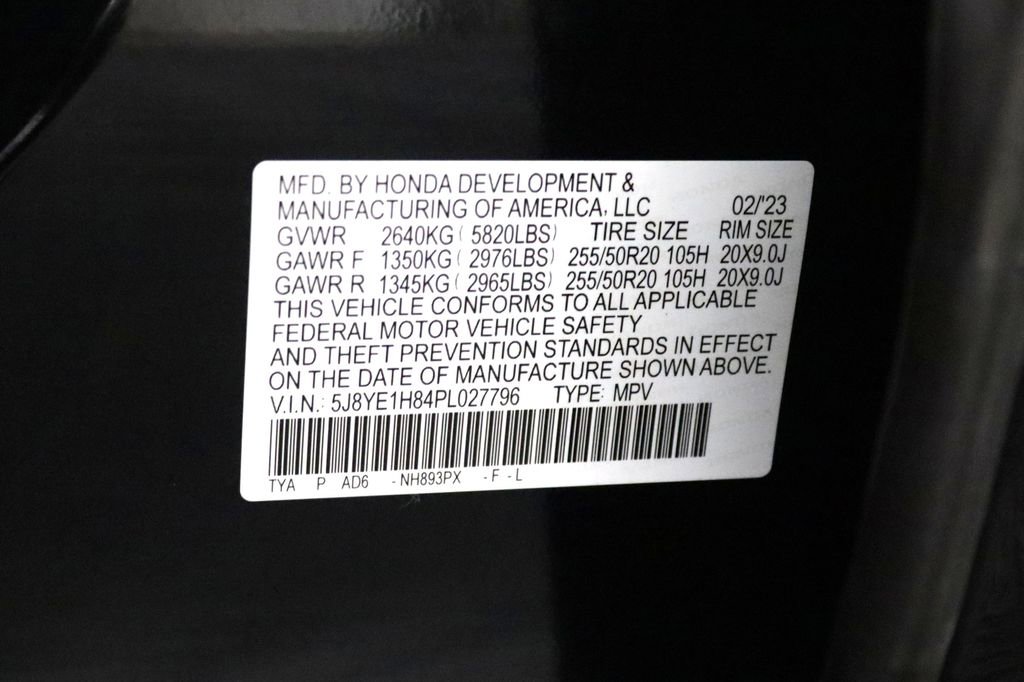 MFD. BY HONDA DEVELOPMENT &
MANUFACTURING OF AMERICA, LLC 02/'23
GVWR 2640KG ( 5820LBS) TIRE SIZE RIM SIZE
GAWR F 1350KG ( 2976LBS) 255/50R20 105H 20X9.0J
GAWR R 1345KG ( 2965LBS) 255/50R20 105H 20X9.0J
THIS VEHICLE CONFORMS TO ALL APPLICABLE
FEDERAL MOTOR VEHICLE SAFETY
AND THEFT PREVENTION STANDARDS IN EFFECT
ON THE DATE OF MANUFACTURE SHOWN ABOVE.
V.I.N.: 5J8YE1H84PL027796 TYPE: MPV
TYA P AD6 - NH893PX - F - L